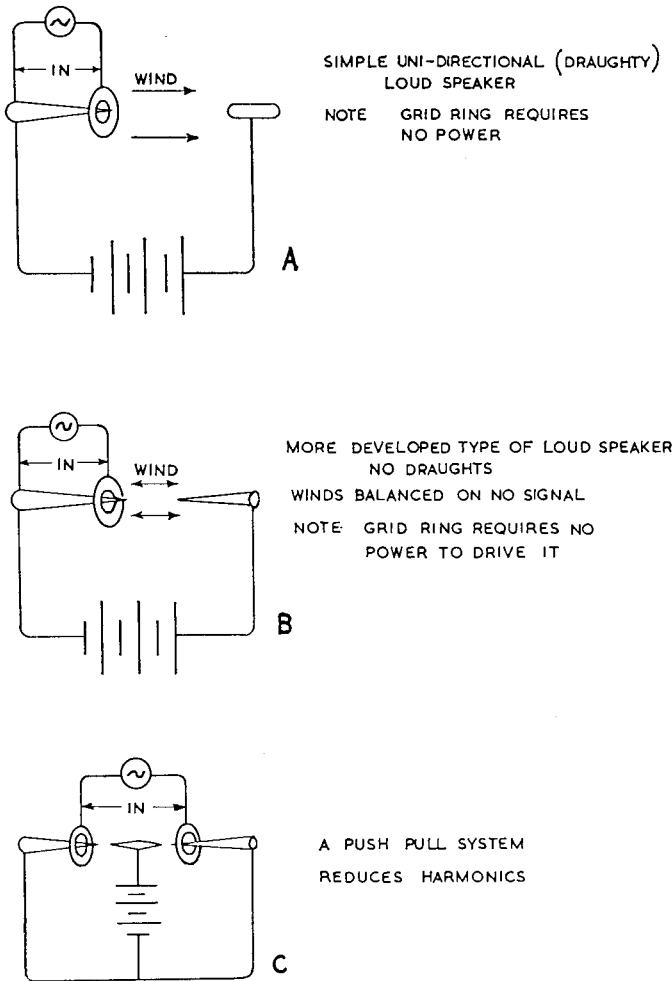 IN
WIND
SIMPLE UNI-DIRECTIONAL (DRAUGHTY)
LOUD SPEAKER
NOTE GRID RING REQUIRES
NO POWER
A
IN
WIND
MORE DEVELOPED TYPE OF LOUD SPEAKER
NO DRAUGHTS
WINDS BALANCED ON NO SIGNAL
NOTE· GRID RING REQUIRES NO
POWER TO DRIVE IT
B
IN
A PUSH PULL SYSTEM
REDUCES HARMONICS
C